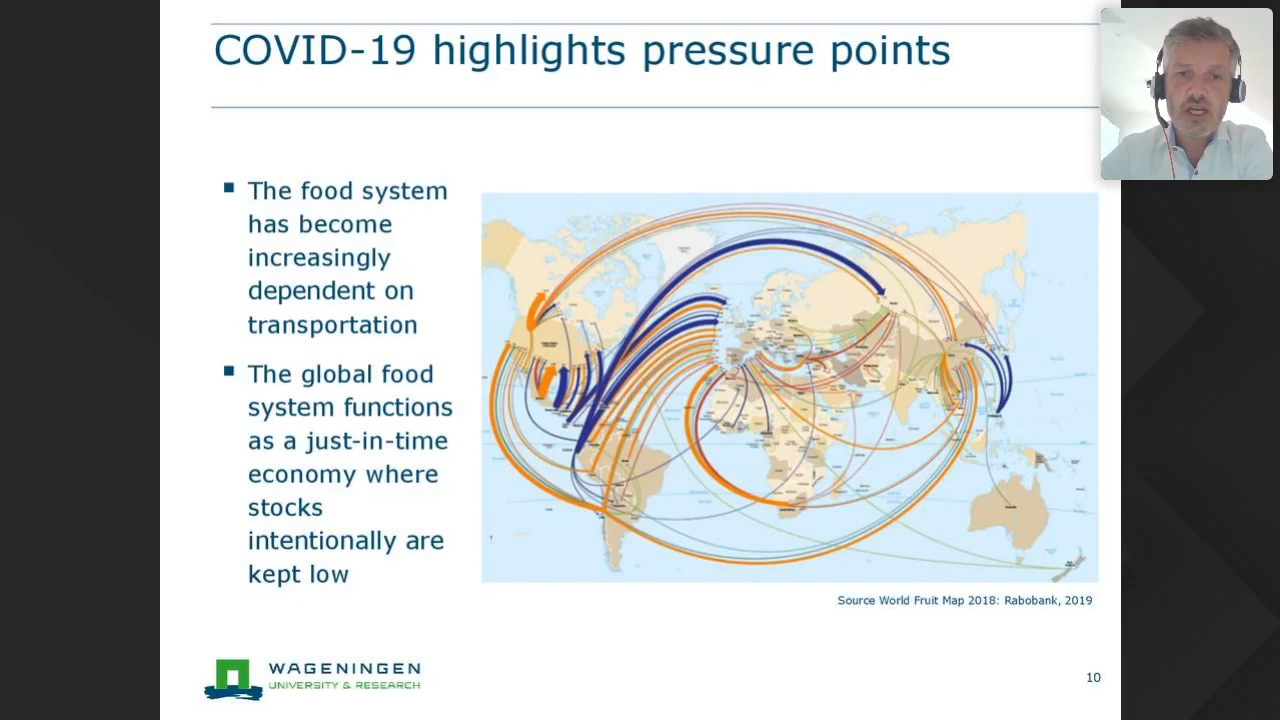 COVID-19 highlights pressure points
▪ The food system
has become
increasingly
dependent on
transportation
▪ The global food
system functions
as a just-in-time
economy where
stocks
intentionally are
kept low
Source World Fruit Map 2018: Rabobank, 2019
WAGENINGEN
UNIVERSITY & RESEARCH
10